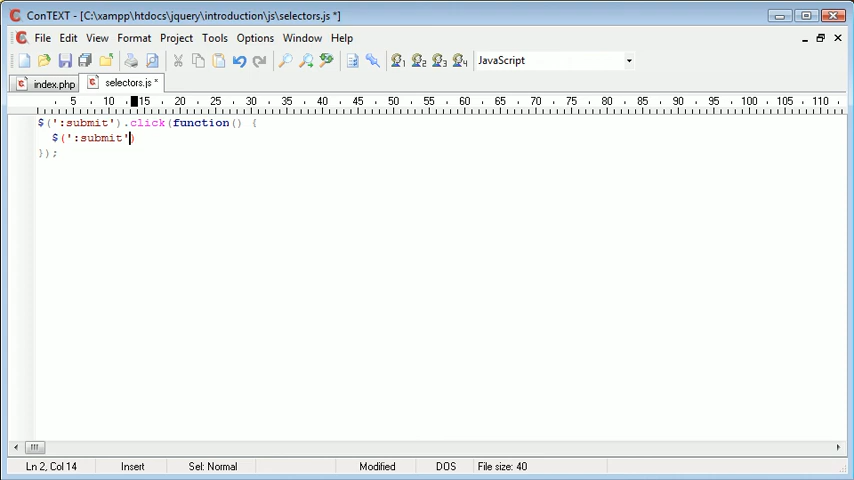 ConTEXT - [C:\xampp\htdocs\jquery\introduction\js\selectors.js *]
File Edit View Format Project Tools Options Window Help
JavaScript
index.php selectors.js *
5 10 15 20 25 30 35 40 45 50 55 60 65 70 75 80 85 90 95 100 105 110
$(':submit').click(function() {
$(':submit')
});
Ln 2, Col 14 Insert Sel: Normal Modified DOS File size: 40